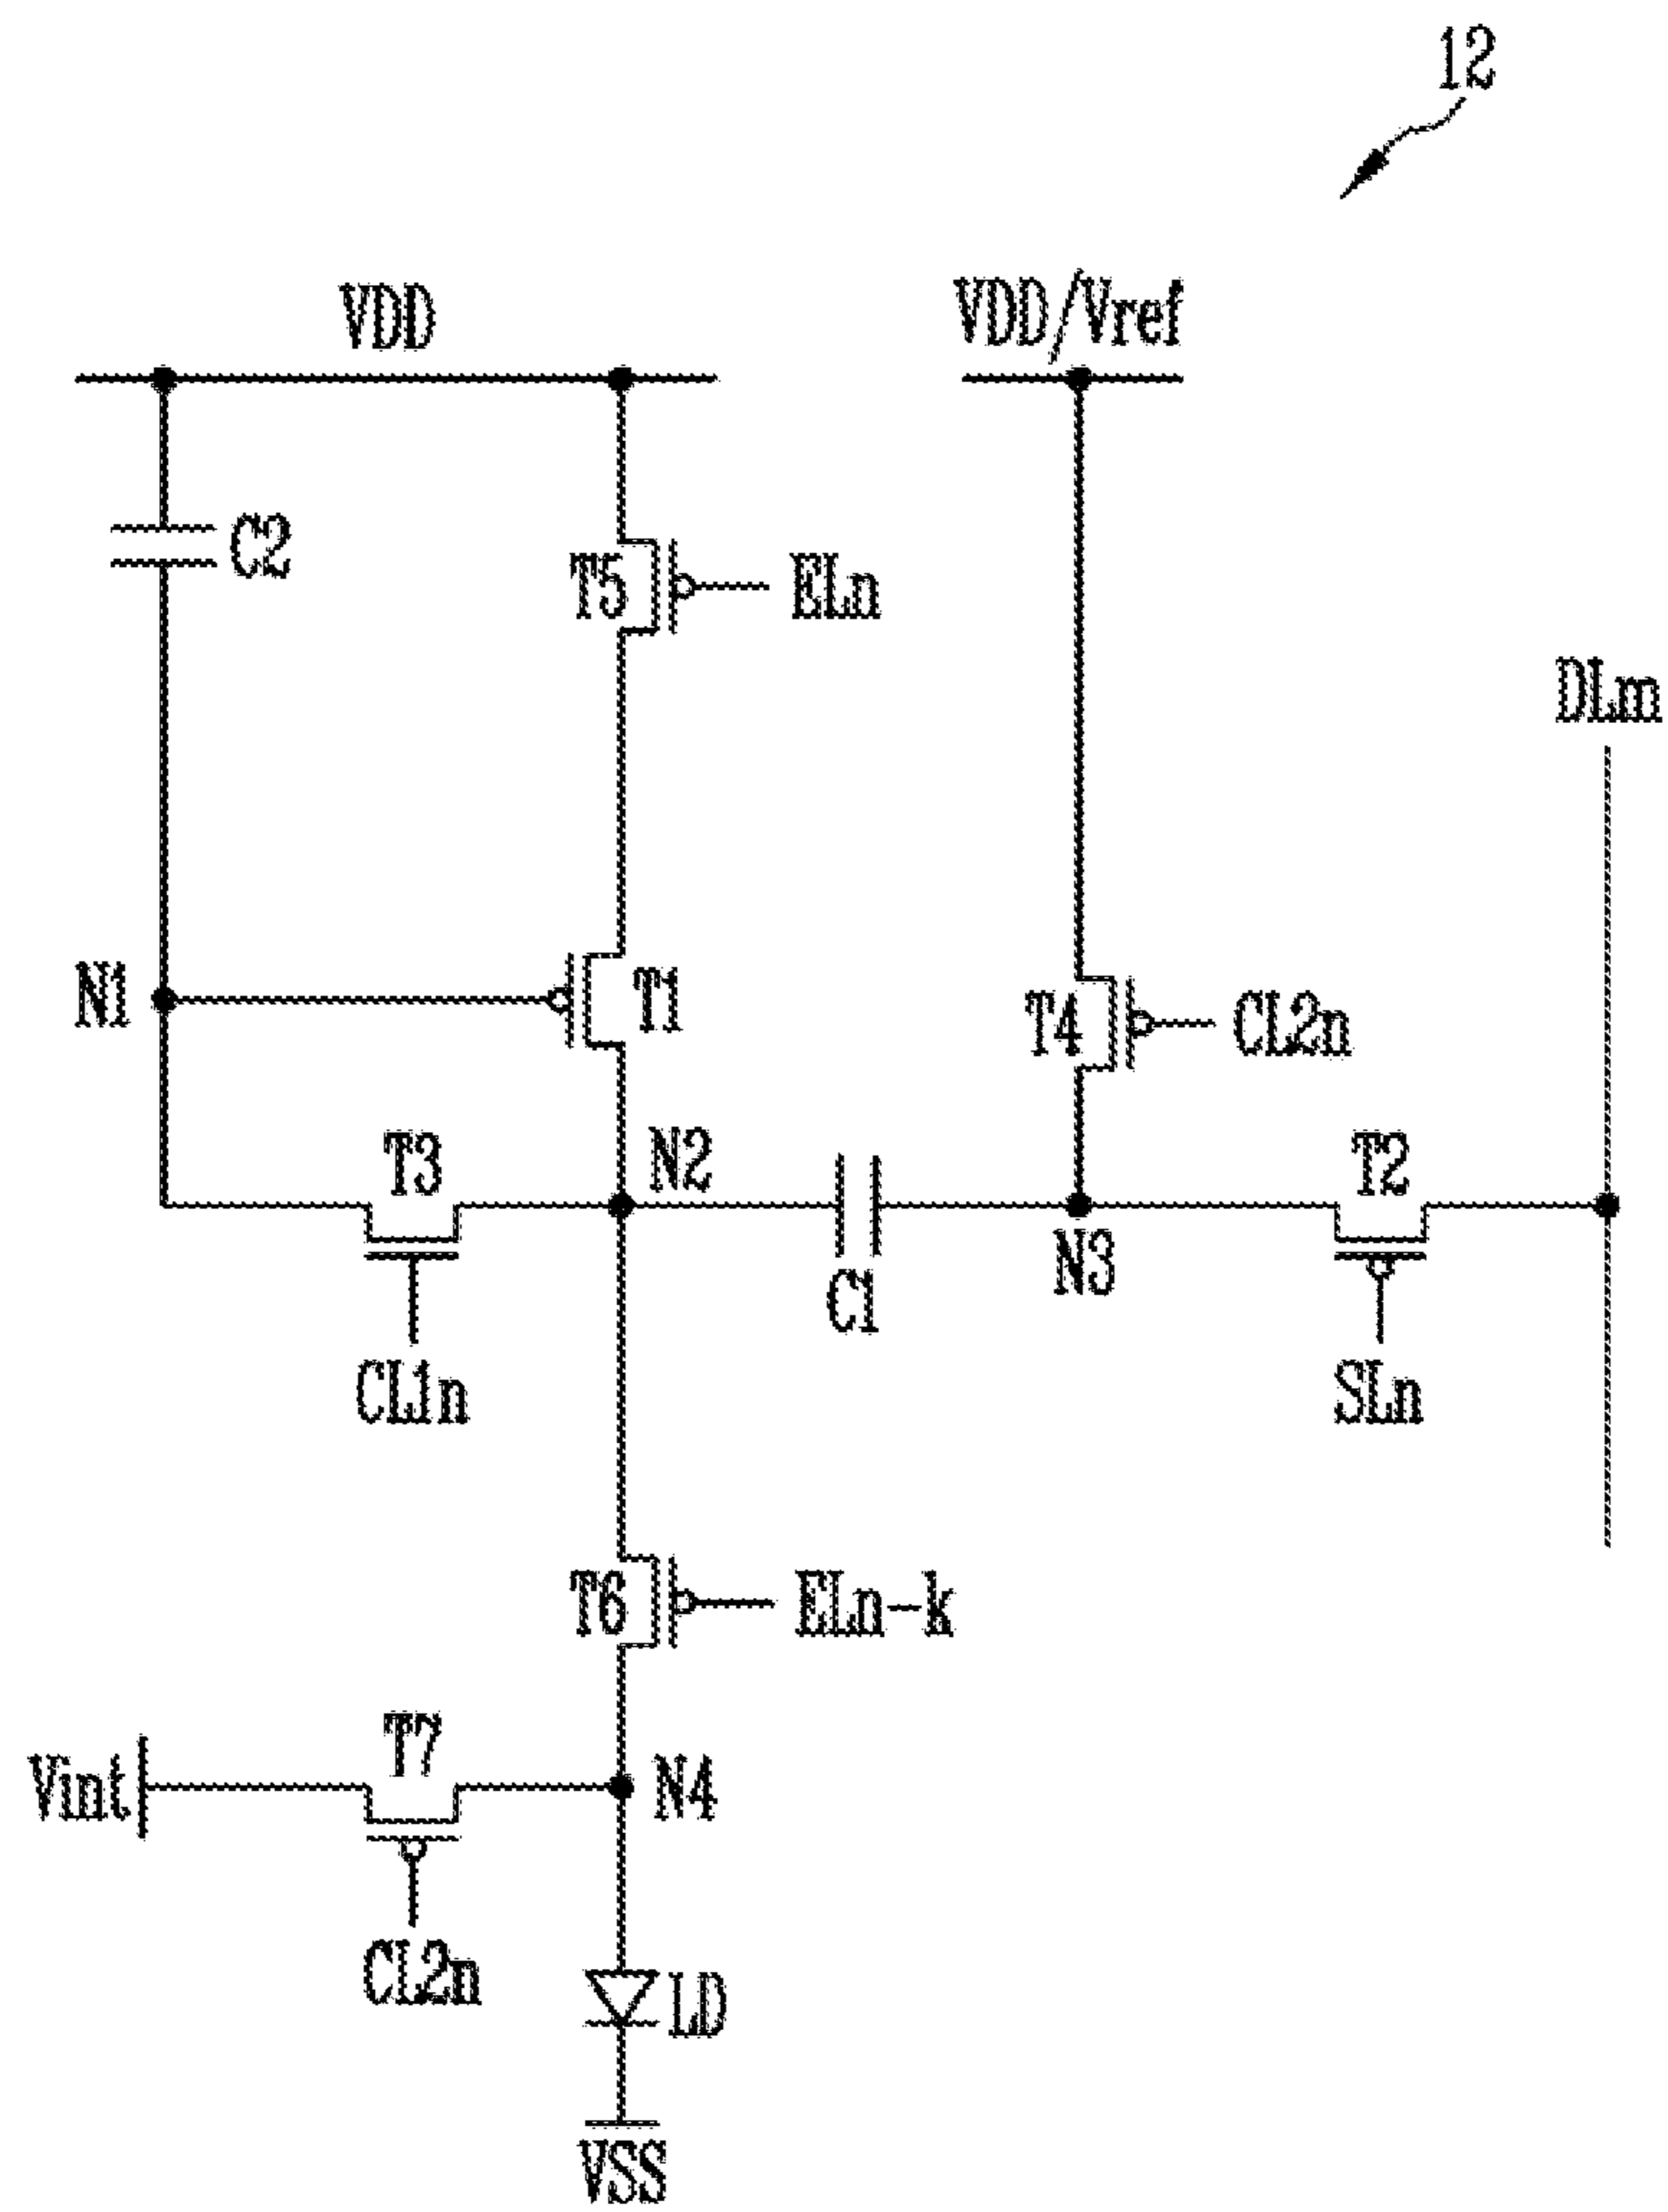 12
VDD
VDD/Vref
C2
T5
ELn
DLm
N1
T1
T4
CL2n
T3
N2
T2
C1
N3
CL1n
SLn
T6
ELn-k
T7
Vint
N4
CL2n
LD
VSS